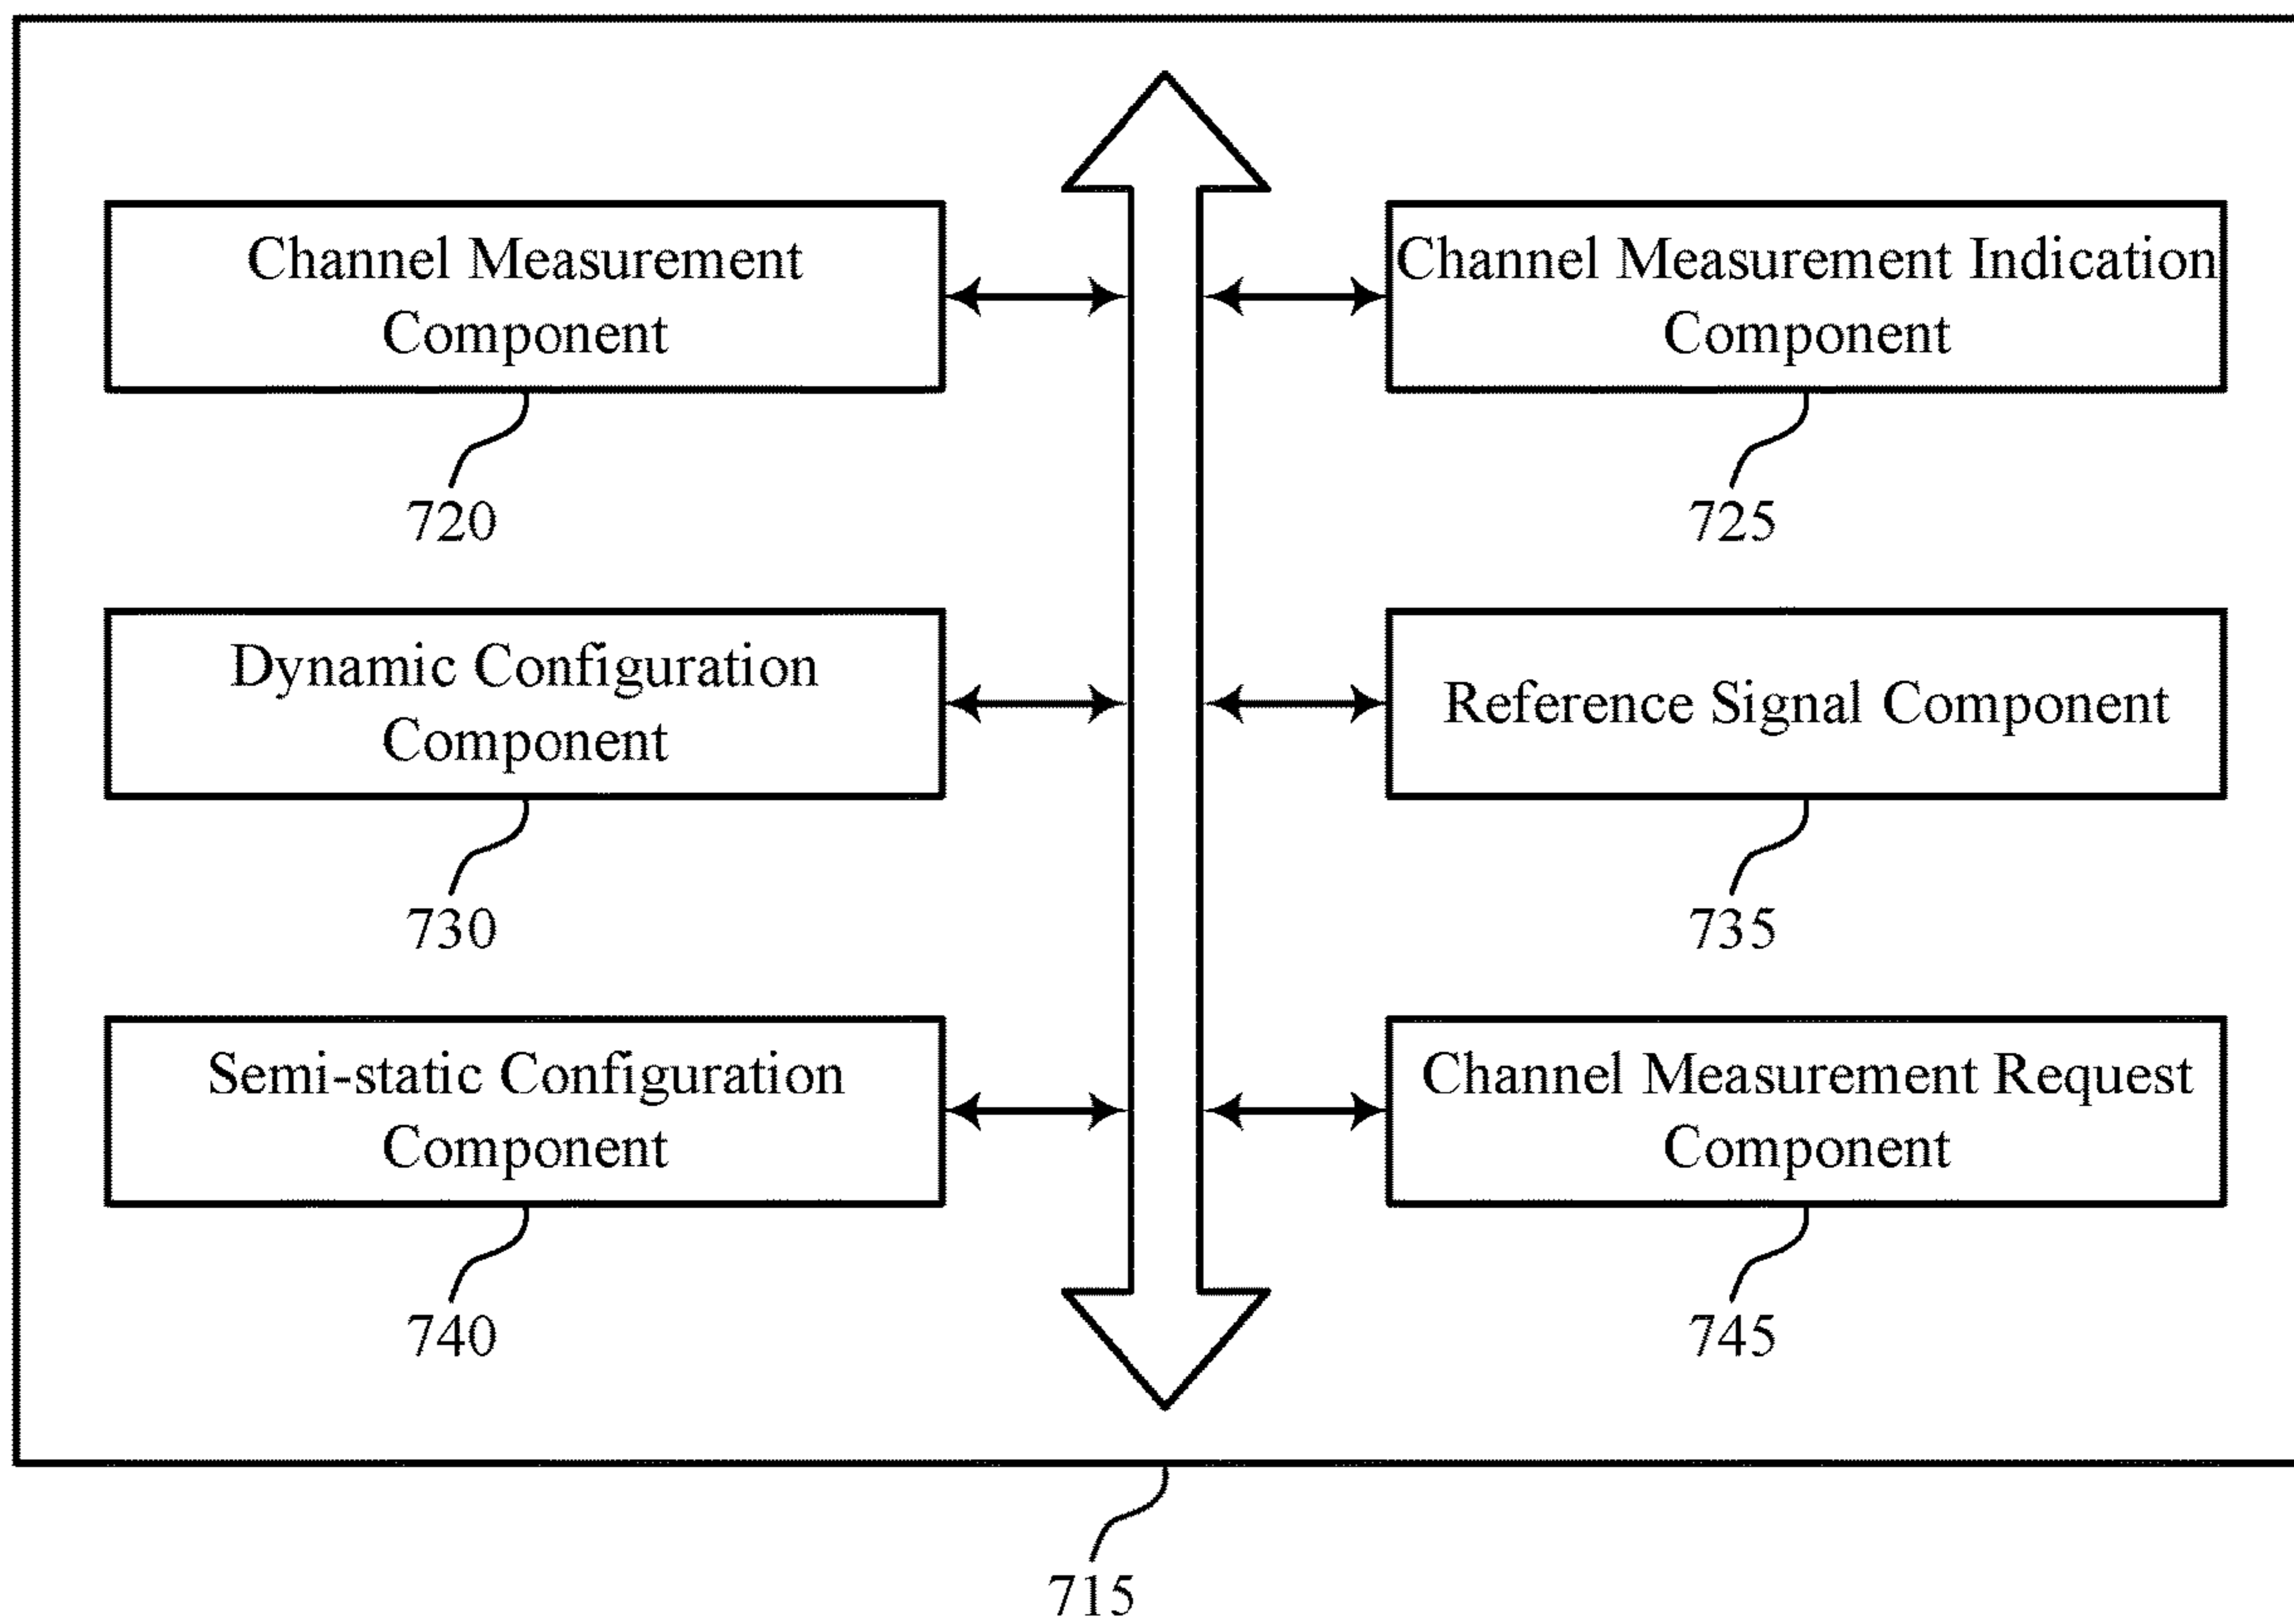 Channel Measurement
Component
720
Channel Measurement Indication
Component
725
Dynamic Configuration
Component
730
Reference Signal Component
735
Semi-static Configuration
Component
740
Channel Measurement Request
Component
745
715